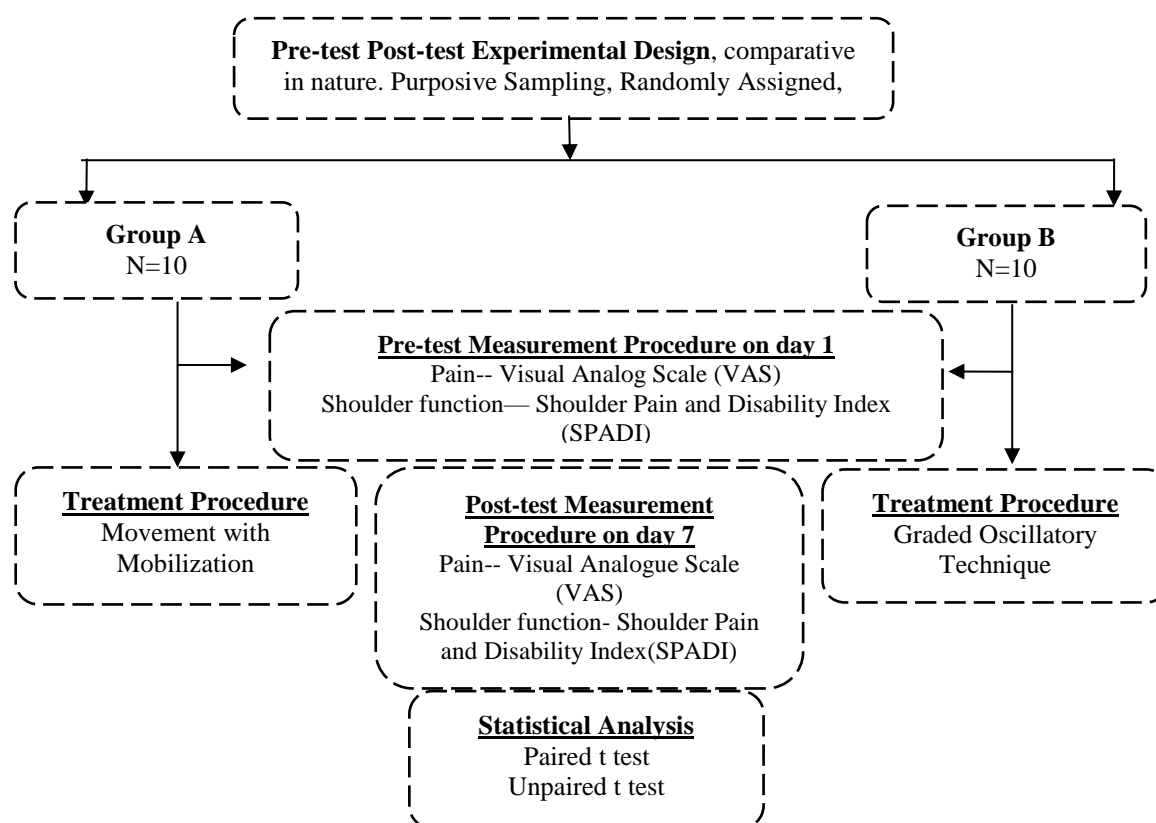 Pre-test Post-test Experimental Design, comparative
in nature. Purposive Sampling, Randomly Assigned,
Group A
N=10
Group B
N=10
Pre-test Measurement Procedure on day 1
Pain-- Visual Analog Scale (VAS)
Shoulder function— Shoulder Pain and Disability Index
(SPADI)
Treatment Procedure
Movement with
Mobilization
Post-test Measurement
Procedure on day 7
Pain-- Visual Analogue Scale
(VAS)
Shoulder function- Shoulder Pain
and Disability Index(SPADI)
Treatment Procedure
Graded Oscillatory
Technique
Statistical Analysis
Paired t test
Unpaired t test